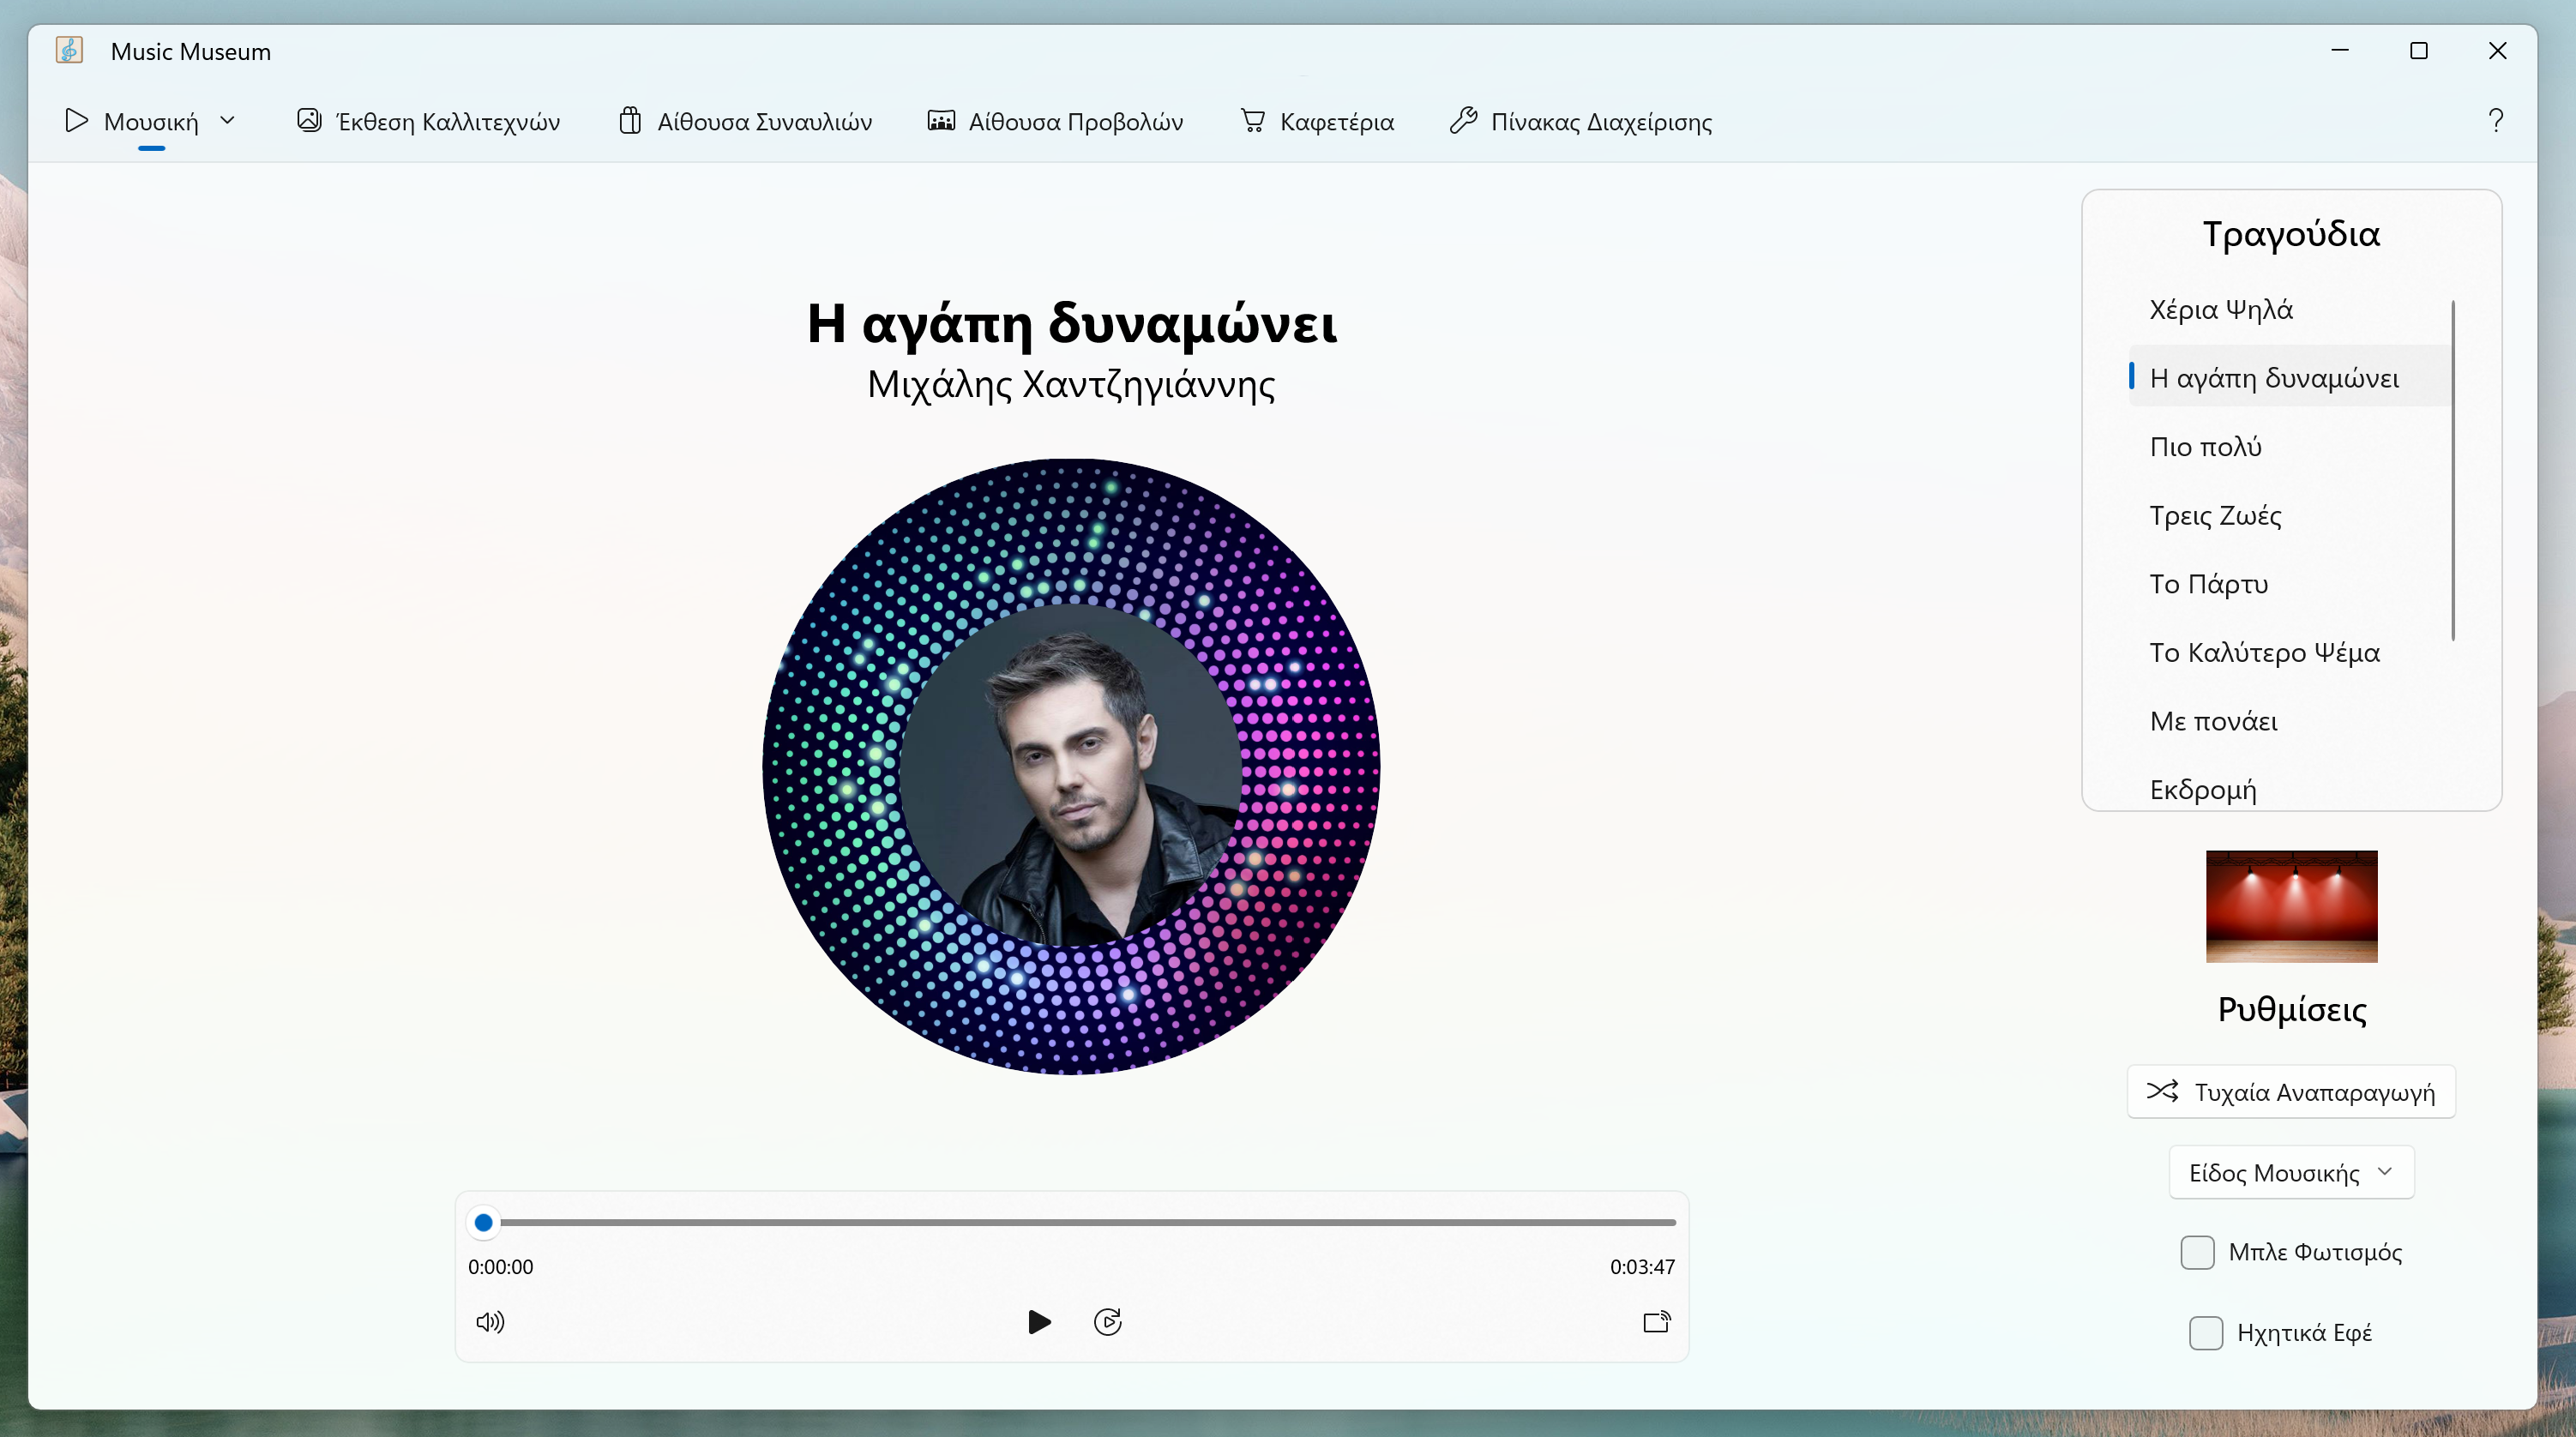 Music Museum
Μουσική
Έκθεση Καλλιτεχνών
Αίθουσα Συναυλιών
Αίθουσα Προβολών
Καφετέρια
Πίνακας Διαχείρισης
?
Η αγάπη δυναμώνει
Μιχάλης Χαντζηγιάννης
0:00:00
0:03:47
Τραγούδια
Χέρια Ψηλά
Η αγάπη δυναμώνει
Πιο πολύ
Τρεις Ζωές
Το Πάρτυ
Το Καλύτερο Ψέμα
Με πονάει
Εκδρομή
Ρυθμίσεις
Τυχαία Αναπαραγωγή
Είδος Μουσικής
Μπλε Φωτισμός
Ηχητικά Εφέ